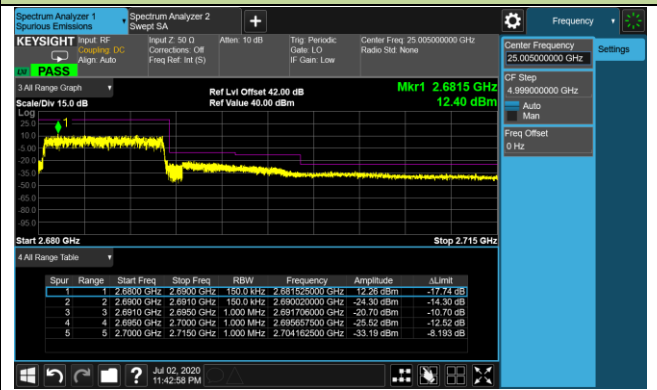 Spectrum Analyzer 1
Spurious Emissions
Spectrum Analyzer 2
Swept SA
+
Frequency
KEYSIGHT
Input: RF
Coupling: DC
Align: Auto
Input Z: 50 Ω
Corrections: Off
Freq Ref: Int (S)
Atten: 10 dB
Trig: Periodic
Gate: LO
IF Gain: Low
Center Freq: 25.005000000 GHz
Radio Std: None
PASS
Center Frequency
25.005000000 GHz
Settings
CF Step
4.999000000 GHz
Auto
Man
Freq Offset
0 Hz
3 All Range Graph
Scale/Div 15.0 dB
Ref Lvl Offset 42.00 dB
Ref Value 40.00 dBm
Mkr1 2.6815 GHz
12.40 dBm
Log
25.0
10.0
-5.00
-20.0
-35.0
-50.0
-65.0
-80.0
-95.0
1
Start 2.680 GHz
Stop 2.715 GHz
4 All Range Table
Spur Range Start Freq Stop Freq RBW Frequency Amplitude ΔLimit
1 1 2.6800 GHz 2.6900 GHz 150.0 kHz 2.681525000 GHz 12.26 dBm -17.74 dB
2 2 2.6900 GHz 2.6910 GHz 150.0 kHz 2.690020000 GHz -24.30 dBm -14.30 dB
3 3 2.6910 GHz 2.6950 GHz 1.000 MHz 2.691706000 GHz -20.70 dBm -10.70 dB
4 4 2.6950 GHz 2.7000 GHz 1.000 MHz 2.695657500 GHz -25.52 dBm -12.52 dB
5 5 2.7000 GHz 2.7150 GHz 1.000 MHz 2.704162500 GHz -33.19 dBm -8.193 dB
?
Jul 02, 2020
11:42:58 PM